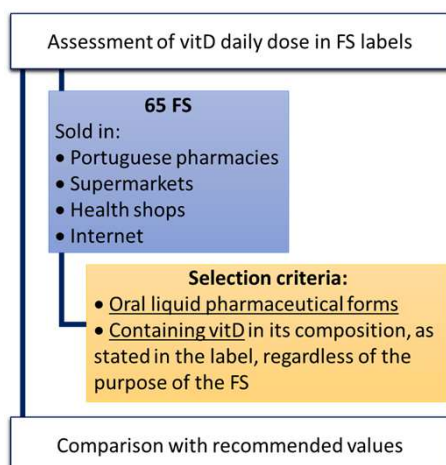 Assessment of vitD daily dose in FS labels
65 FS
Sold in:
• Portuguese pharmacies
• Supermarkets
• Health shops
• Internet
Selection criteria:
• Oral liquid pharmaceutical forms
• Containing vitD in its composition, as
stated in the label, regardless of the
purpose of the FS
Comparison with recommended values